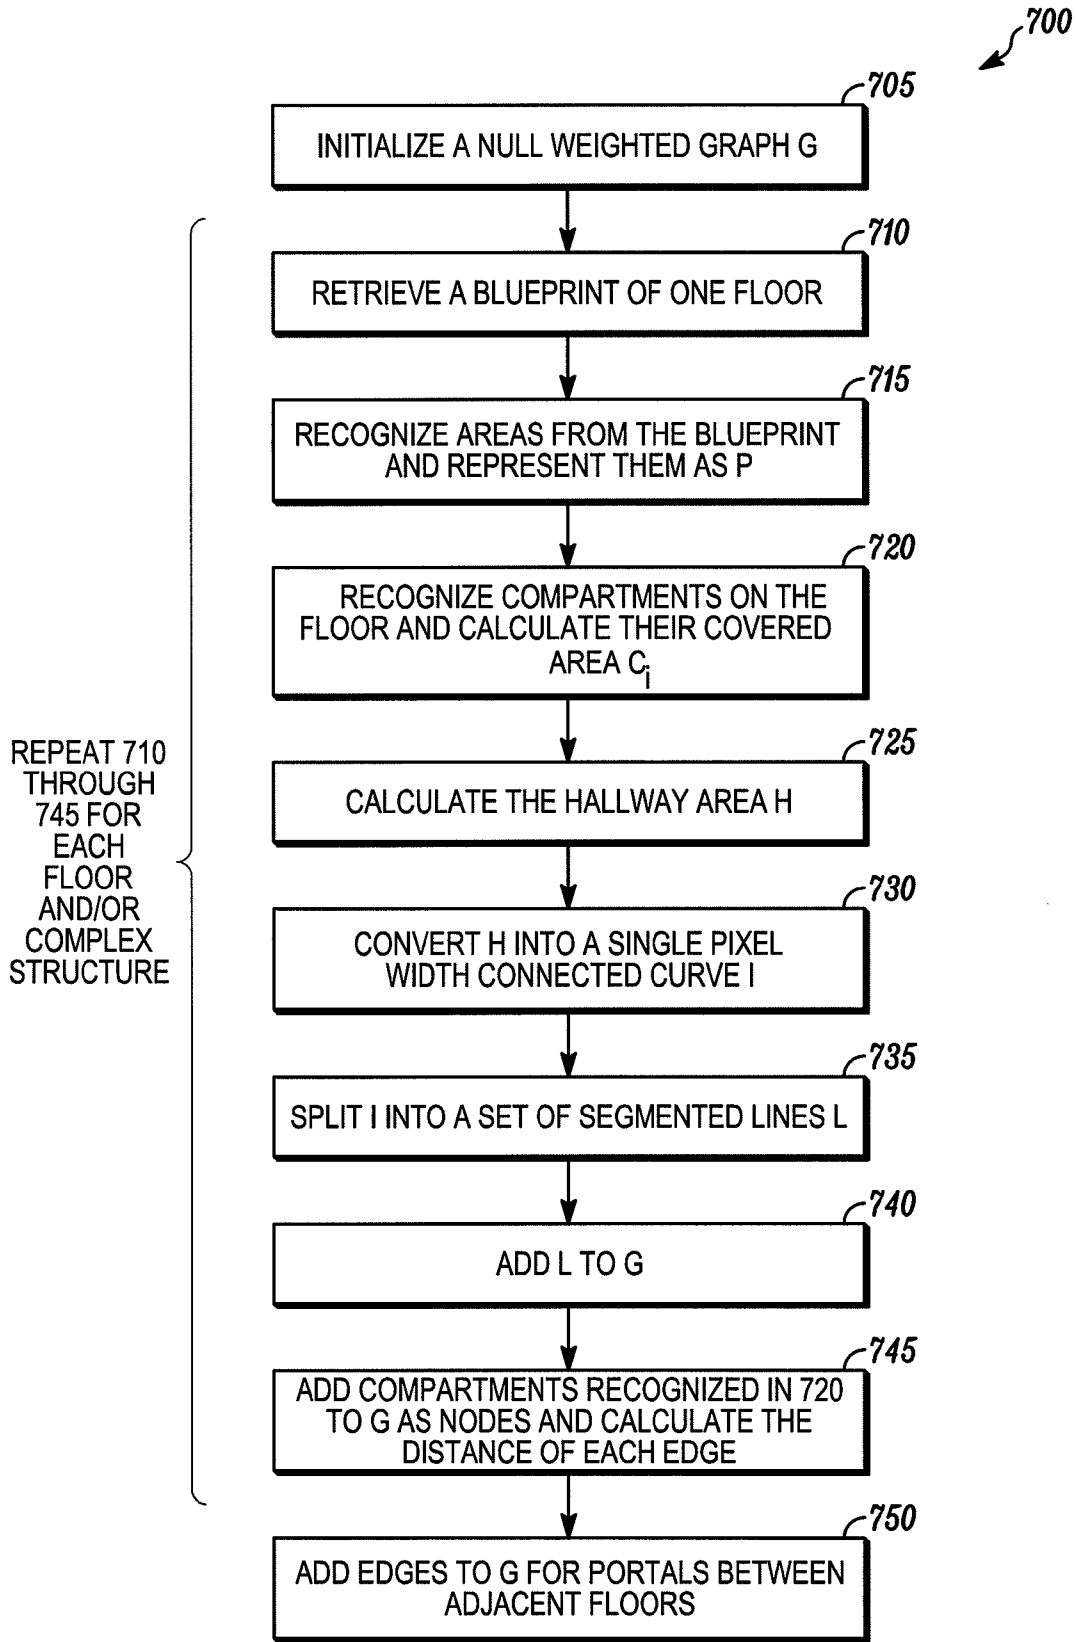 700
705
INITIALIZE A NULL WEIGHTED GRAPH G
710
RETRIEVE A BLUEPRINT OF ONE FLOOR
715
RECOGNIZE AREAS FROM THE BLUEPRINT
AND REPRESENT THEM AS P
720
RECOGNIZE COMPARTMENTS ON THE
FLOOR AND CALCULATE THEIR COVERED
AREA Ci
725
CALCULATE THE HALLWAY AREA H
730
CONVERT H INTO A SINGLE PIXEL
WIDTH CONNECTED CURVE I
735
SPLIT I INTO A SET OF SEGMENTED LINES L
740
ADD L TO G
745
ADD COMPARTMENTS RECOGNIZED IN 720
TO G AS NODES AND CALCULATE THE
DISTANCE OF EACH EDGE
750
ADD EDGES TO G FOR PORTALS BETWEEN
ADJACENT FLOORS
REPEAT 710
THROUGH
745 FOR
EACH
FLOOR
AND/OR
COMPLEX
STRUCTURE